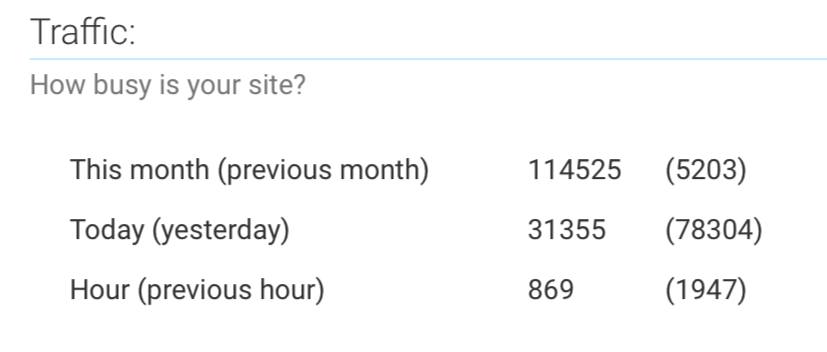 Traffic:
How busy is your site?
This month (previous month) 114525 (5203)
Today (yesterday) 31355 (78304)
Hour (previous hour) 869 (1947)